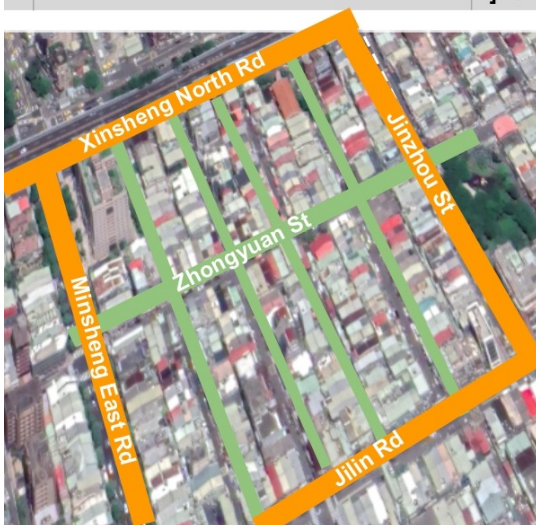 Xinsheng North Rd
Jinzhou St
Zhongyuan St
Minsheng East Rd
Jilin Rd